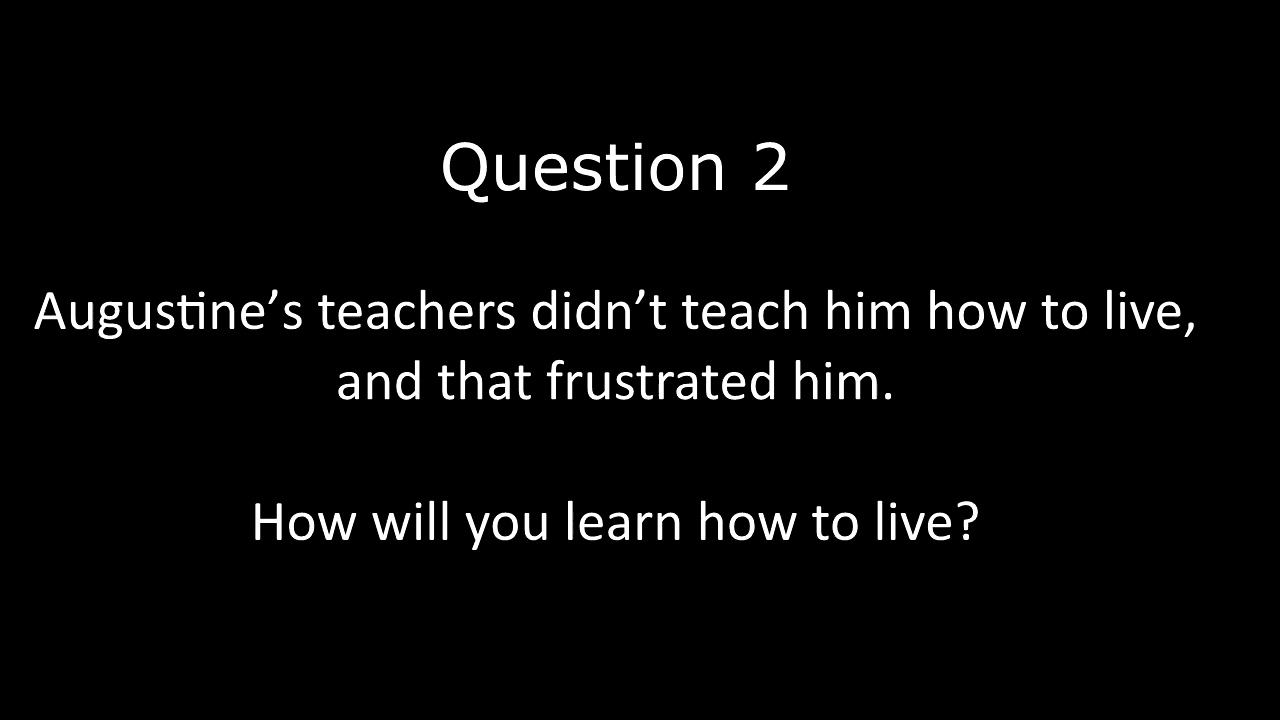 Question 2
Augustine’s teachers didn’t teach him how to live,
and that frustrated him.
How will you learn how to live?